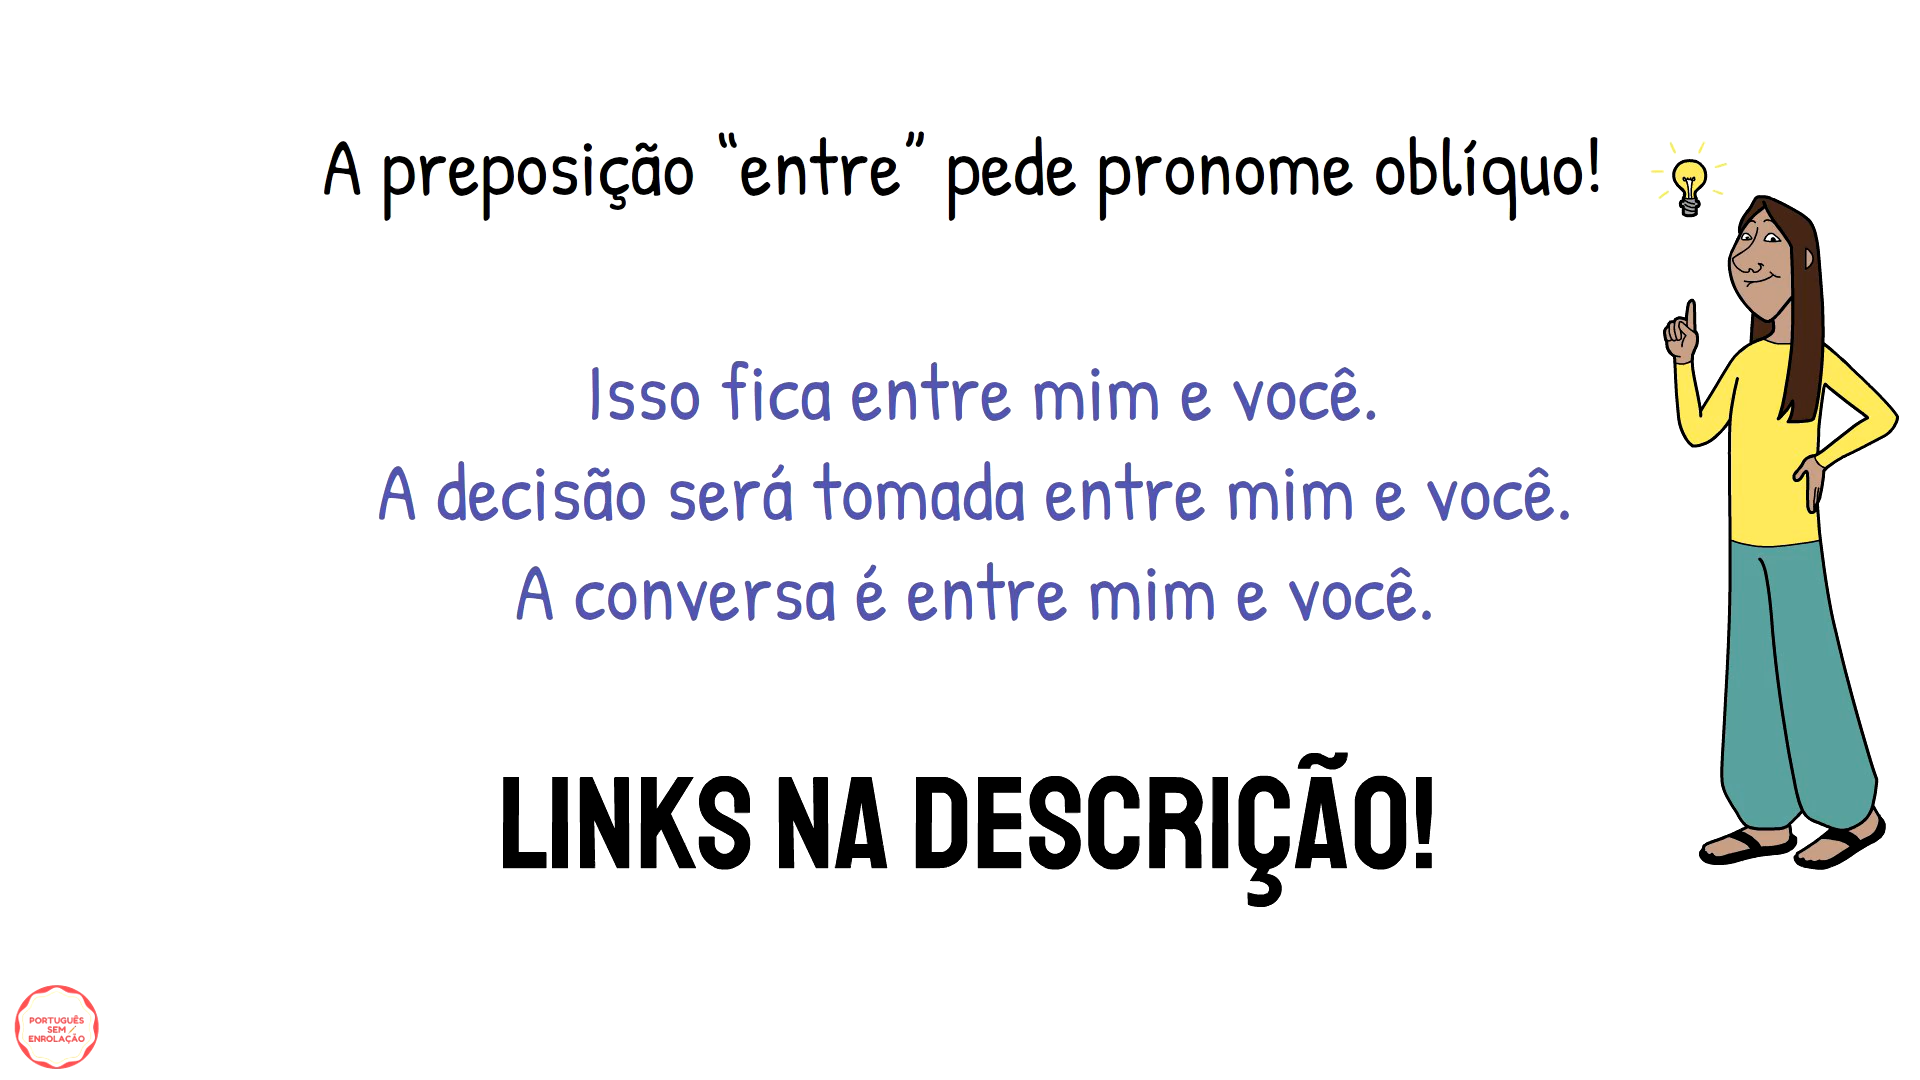 A preposição “entre” pede pronome oblíquo!
Isso fica entre mim e você.
A decisão será tomada entre mim e você.
A conversa é entre mim e você.
LINKS NA DESCRIÇÃO!
PORTUGUÊS
SEM
ENROLAÇÃO